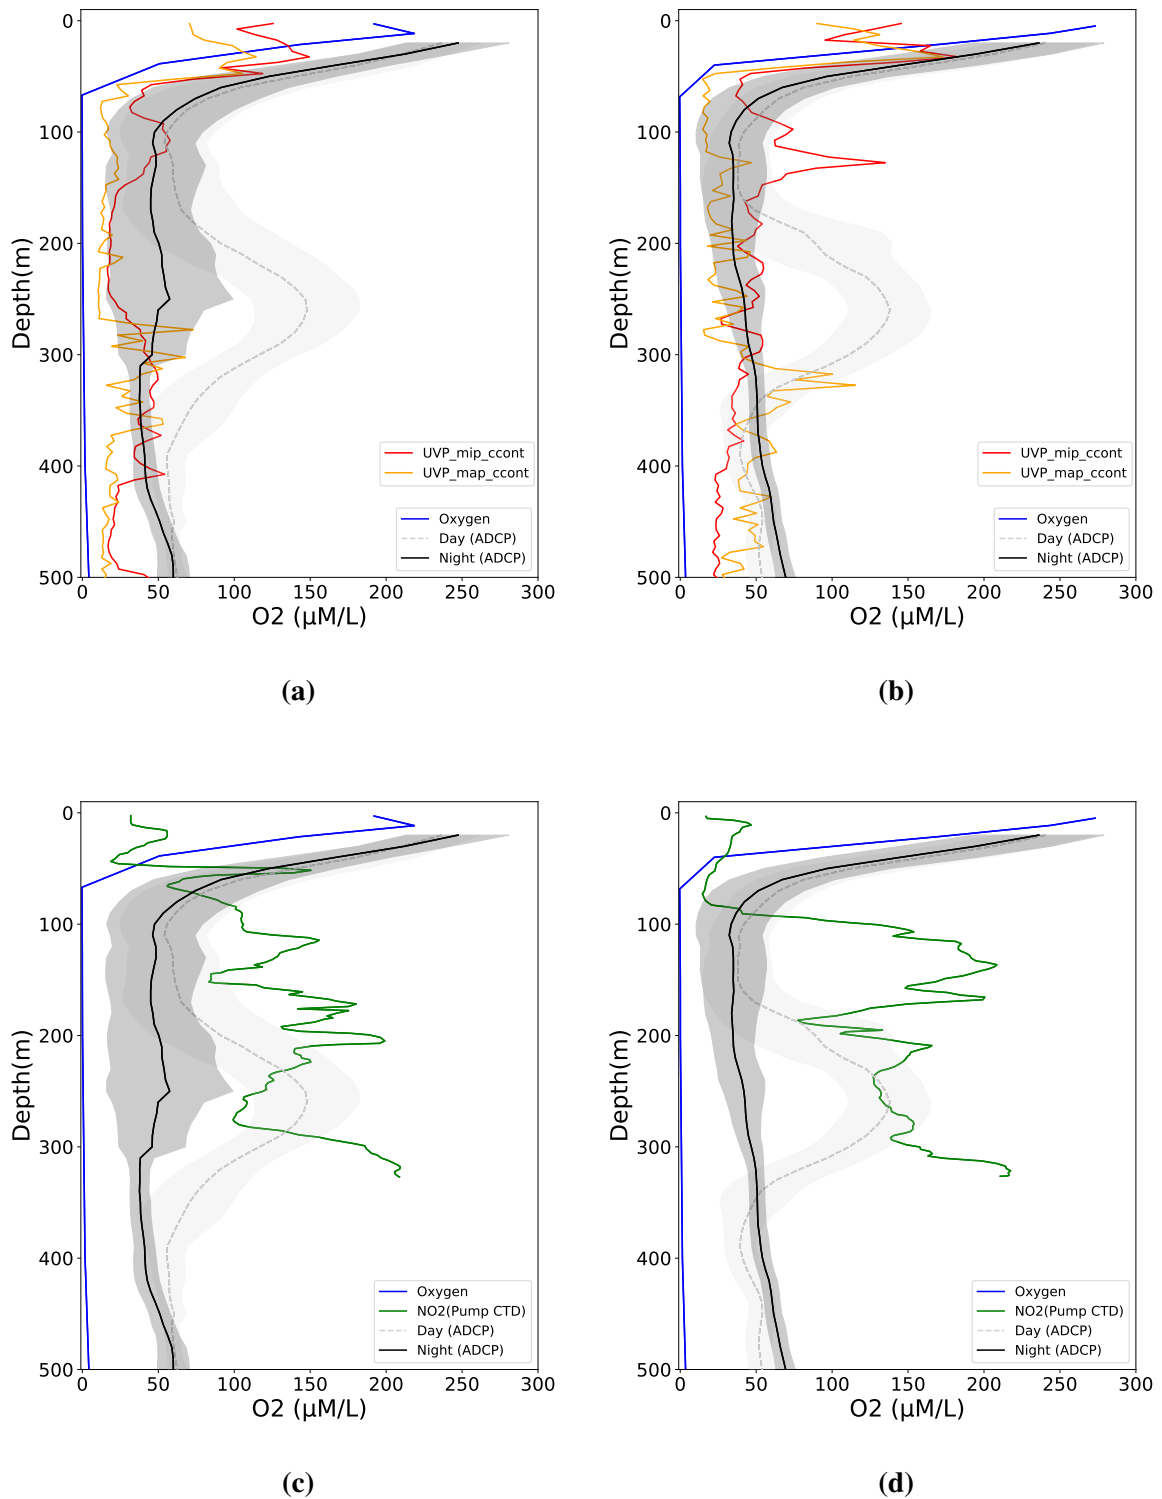 0
100
200
300
400
500
Depth(m)
0 50 100 150 200 250 300
O2 (µM/L)
UVP_mip_ccont
UVP_map_ccont
Oxygen
Day (ADCP)
Night (ADCP)
(a)
0
100
200
300
400
500
Depth(m)
0 50 100 150 200 250 300
O2 (µM/L)
UVP_mip_ccont
UVP_map_ccont
Oxygen
Day (ADCP)
Night (ADCP)
(b)
0
100
200
300
400
500
Depth(m)
0 50 100 150 200 250 300
O2 (µM/L)
Oxygen
NO2(Pump CTD)
Day (ADCP)
Night (ADCP)
(c)
0
100
200
300
400
500
Depth(m)
0 50 100 150 200 250 300
O2 (µM/L)
Oxygen
NO2(Pump CTD)
Day (ADCP)
Night (ADCP)
(d)